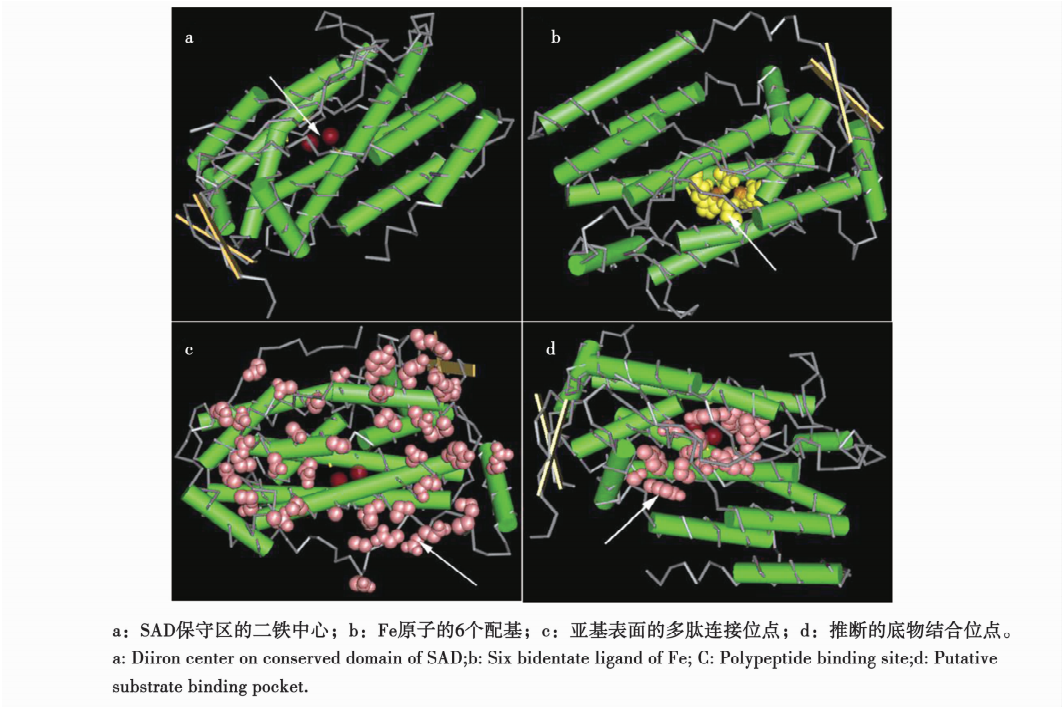 a
b
c
d
a：SAD保守区的二铁中心；b：Fe原子的6个配基；c：亚基表面的多肽连接位点；d：推断的底物结合位点。
a: Diiron center on conserved domain of SAD;b: Six bidentate ligand of Fe; C: Polypeptide binding site;d: Putative
substrate binding pocket.